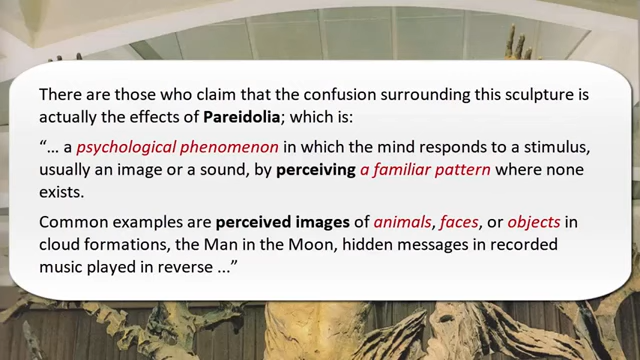 There are those who claim that the confusion surrounding this sculpture is
actually the effects of Pareidolia; which is:
“... a psychological phenomenon in which the mind responds to a stimulus,
usually an image or a sound, by perceiving a familiar pattern where none
exists.
Common examples are perceived images of animals, faces, or objects in
cloud formations, the Man in the Moon, hidden messages in recorded
music played in reverse ...”